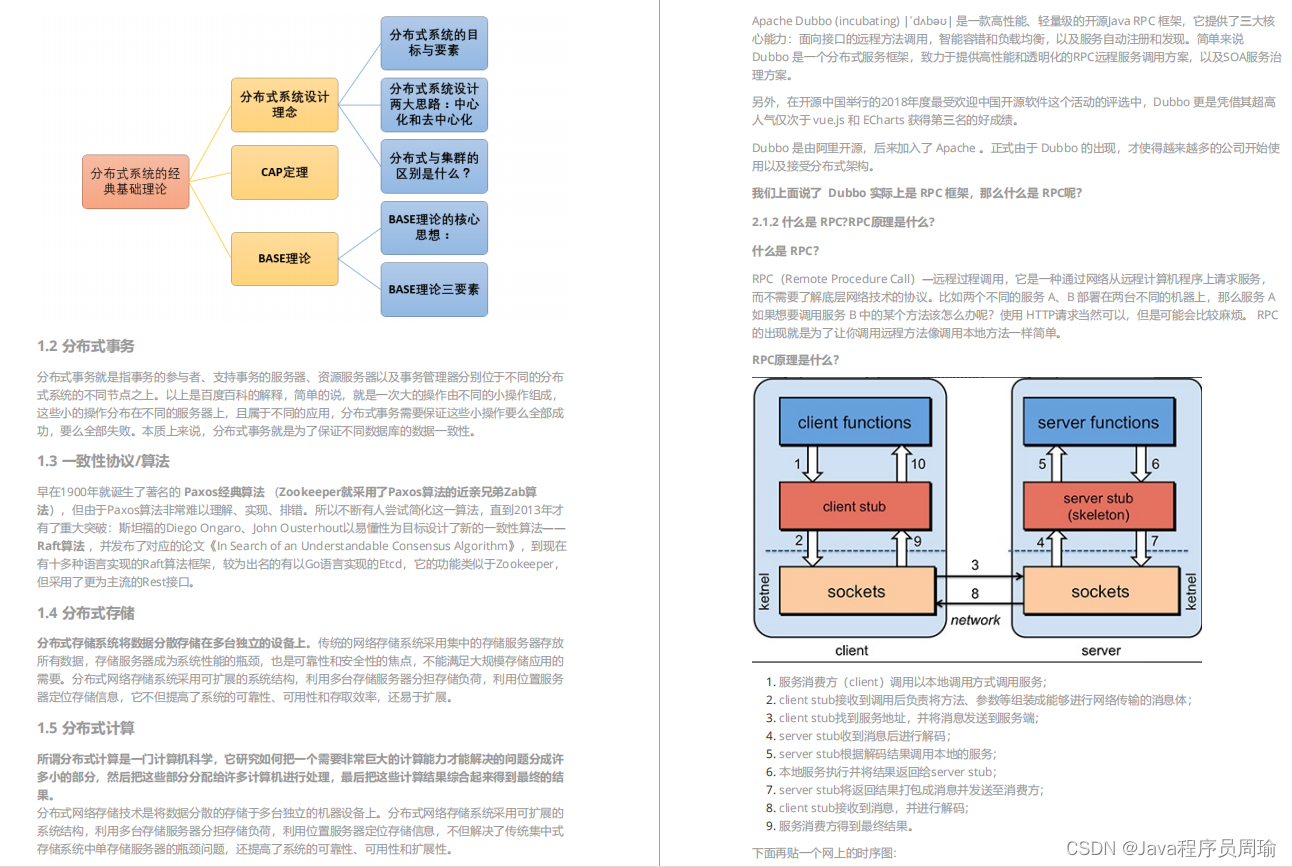 分布式系统的经
典基础理论
分布式系统设计
理念
CAP定理
BASE理论
分布式系统的目
标与要素
分布式系统设计
两大思路：中心
化和去中心化
分布式与集群的
区别是什么？
BASE理论的核心
思想：
BASE理论三要素
1.2 分布式事务
分布式事务就是指事务的参与者、支持事务的服务器、资源服务器以及事务管理器分别位于不同的分布
式系统的不同节点之上。以上是百度百科的解释，简单的说，就是一次大的操作由不同的小操作组成，
这些小的操作分布在不同的服务器上，且属于不同的应用，分布式事务需要保证这些小操作要么全部成
功，要么全部失败。本质上来说，分布式事务就是为了保证不同数据库的数据一致性。
1.3 一致性协议/算法
早在1900年就诞生了著名的 Paxos经典算法 （Zookeeper就采用了Paxos算法的近亲兄弟Zab算
法），但由于Paxos算法非常难以理解、实现、排错。所以不断有人尝试简化这一算法，直到2013年才
有了重大突破：斯坦福的Diego Ongaro、John Ousterhout以易懂性为目标设计了新的一致性算法——
Raft算法 ，并发布了对应的论文《In Search of an Understandable Consensus Algorithm》，到现在
有十多种语言实现的Raft算法框架，较为出名的有以Go语言实现的Etcd，它的功能类似于Zookeeper，
但采用了更为主流的Rest接口。
1.4 分布式存储
分布式存储系统将数据分散存储在多台独立的设备上。传统的网络存储系统采用集中的存储服务器存放
所有数据，存储服务器成为系统性能的瓶颈，也是可靠性和安全性的焦点，不能满足大规模存储应用的
需要。分布式网络存储系统采用可扩展的系统结构，利用多台存储服务器分担存储负荷，利用位置服务
器定位存储信息，它不但提高了系统的可靠性、可用性和存取效率，还易于扩展。
1.5 分布式计算
所谓分布式计算是一门计算机科学，它研究如何把一个需要非常巨大的计算能力才能解决的问题分成许
多小的部分，然后把这些部分分配给许多计算机进行处理，最后把这些计算结果综合起来得到最终的结
果。
分布式网络存储技术是将数据分散的存储于多台独立的机器设备上。分布式网络存储系统采用可扩展的
系统结构，利用多台存储服务器分担存储负荷，利用位置服务器定位存储信息，不但解决了传统集中式
存储系统中单存储服务器的瓶颈问题，还提高了系统的可靠性、可用性和扩展性。
Apache Dubbo (incubating) |ˈdʌbəʊ| 是一款高性能、轻量级的开源Java RPC 框架，它提供了三大核
心能力：面向接口的远程方法调用，智能容错和负载均衡，以及服务自动注册和发现。简单来说
Dubbo 是一个分布式服务框架，致力于提供高性能和透明化的RPC远程服务调用方案，以及SOA服务治
理方案。
另外，在开源中国举行的2018年度最受欢迎中国开源软件这个活动的评选中，Dubbo 更是凭借其超高
人气仅次于 vue.js 和 ECharts 获得第三名的好成绩。
Dubbo 是由阿里开源，后来加入了 Apache 。正式由于 Dubbo 的出现，才使得越来越多的公司开始使
用以及接受分布式架构。
我们上面说了 Dubbo 实际上是 RPC 框架，那么什么是 RPC呢?
2.1.2 什么是 RPC?RPC原理是什么?
什么是 RPC?
RPC（Remote Procedure Call）—远程过程调用，它是一种通过网络从远程计算机程序上请求服务，
而不需要了解底层网络技术的协议。比如两个不同的服务 A、B 部署在两台不同的机器上，那么服务 A
如果想要调用服务 B 中的某个方法该怎么办呢？使用 HTTP请求当然可以，但是可能会比较麻烦。 RPC
的出现就是为了让你调用远程方法像调用本地方法一样简单。
RPC原理是什么?
client functions
server functions
1
10
5
6
client stub
server stub
(skeleton)
2
9
4
7
ketnel
sockets
3
8
network
sockets
ketnel
client
server
1. 服务消费方（client）调用以本地调用方式调用服务；
2. client stub接收到调用后负责将方法、参数等组装成能够进行网络传输的消息体；
3. client stub找到服务地址，并将消息发送到服务端；
4. server stub收到消息后进行解码；
5. server stub根据解码结果调用本地的服务；
6. 本地服务执行并将结果返回给server stub；
7. server stub将返回结果打包成消息并发送至消费方；
8. client stub接收到消息，并进行解码；
9. 服务消费方得到最终结果。
下面再贴一个网上的时序图：
CSDN @Java程序员周瑜